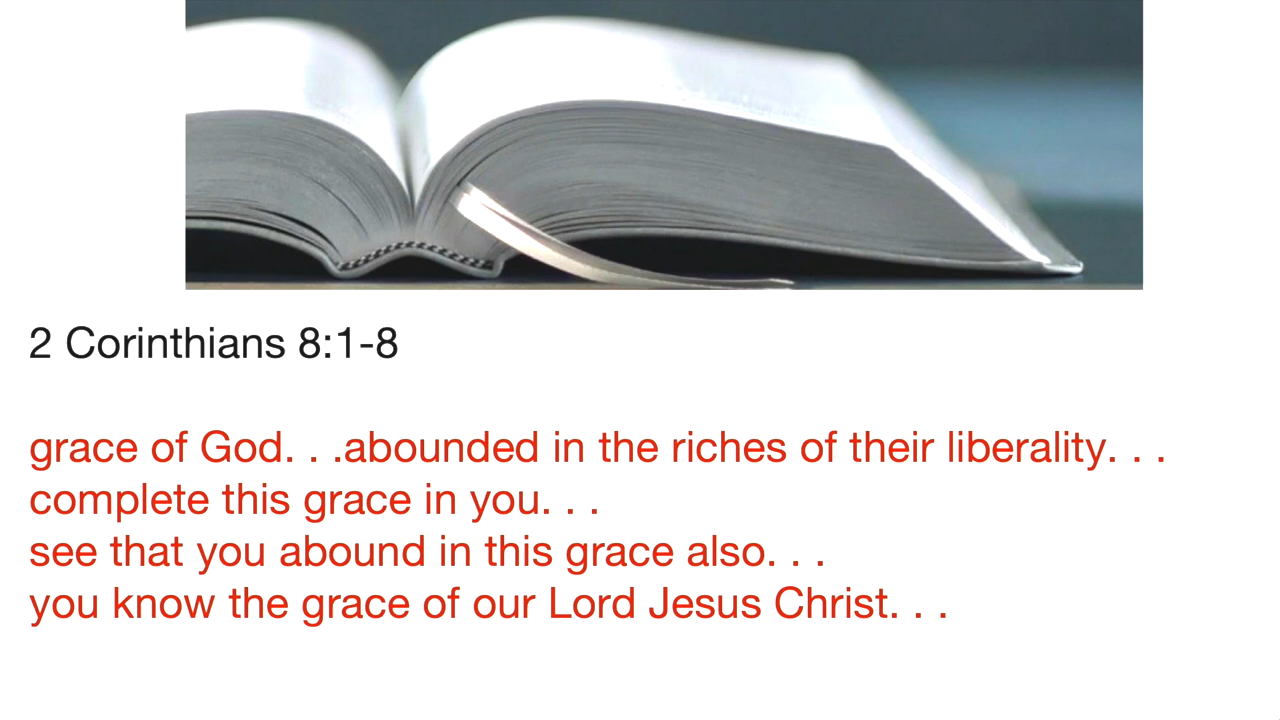 2 Corinthians 8:1-8
grace of God. . .abounded in the riches of their liberality. . .
complete this grace in you. . .
see that you abound in this grace also. . .
you know the grace of our Lord Jesus Christ. . .